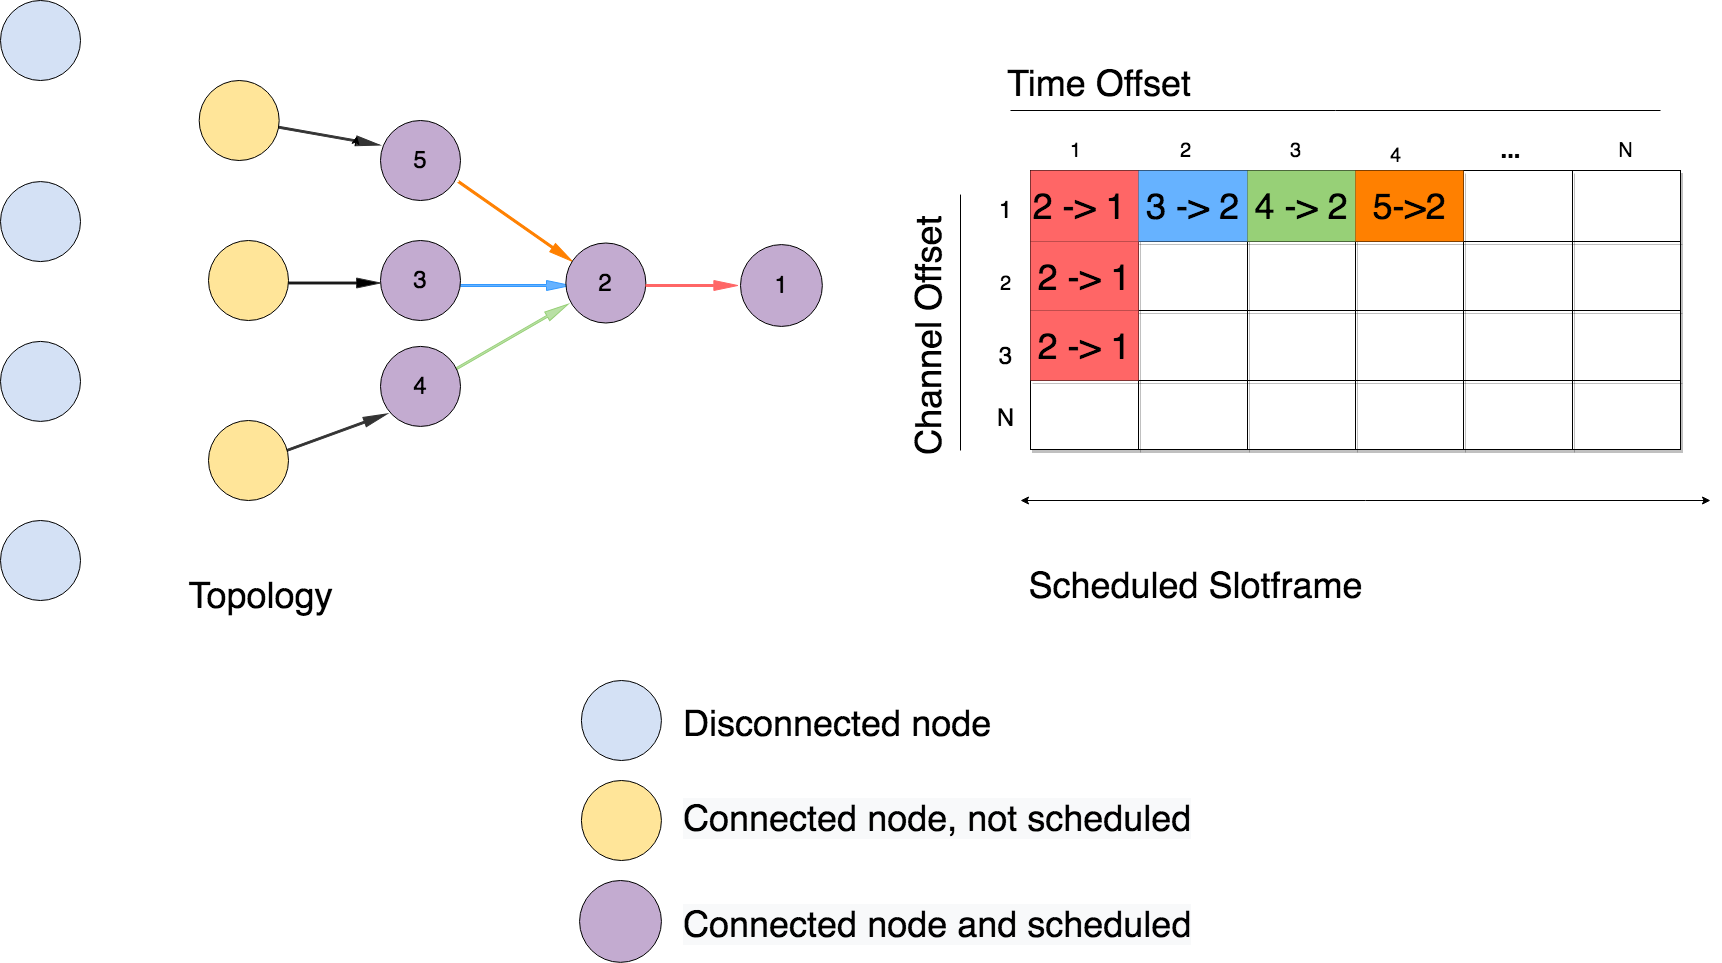 5
3
2
1
4
Topology
Time Offset
1 2 3 4 ... N
Channel Offset
1 2 -> 1 3 -> 2 4 -> 2 5->2
2 2 -> 1
3 2 -> 1
N
Scheduled Slotframe
Disconnected node
Connected node, not scheduled
Connected node and scheduled